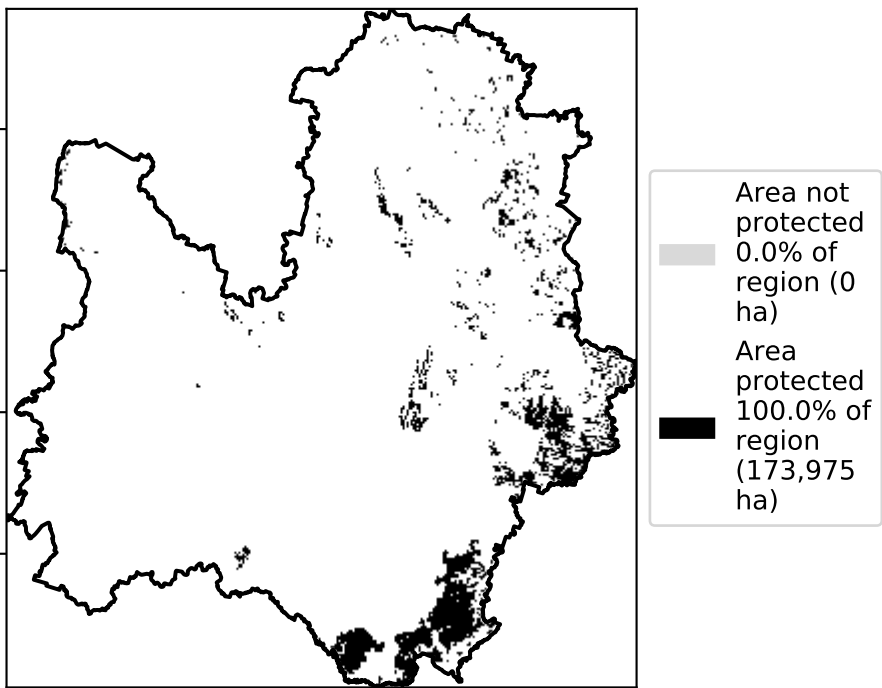 Area not
protected
0.0% of
region (0
ha)
Area
protected
100.0% of
region
(173,975
ha)